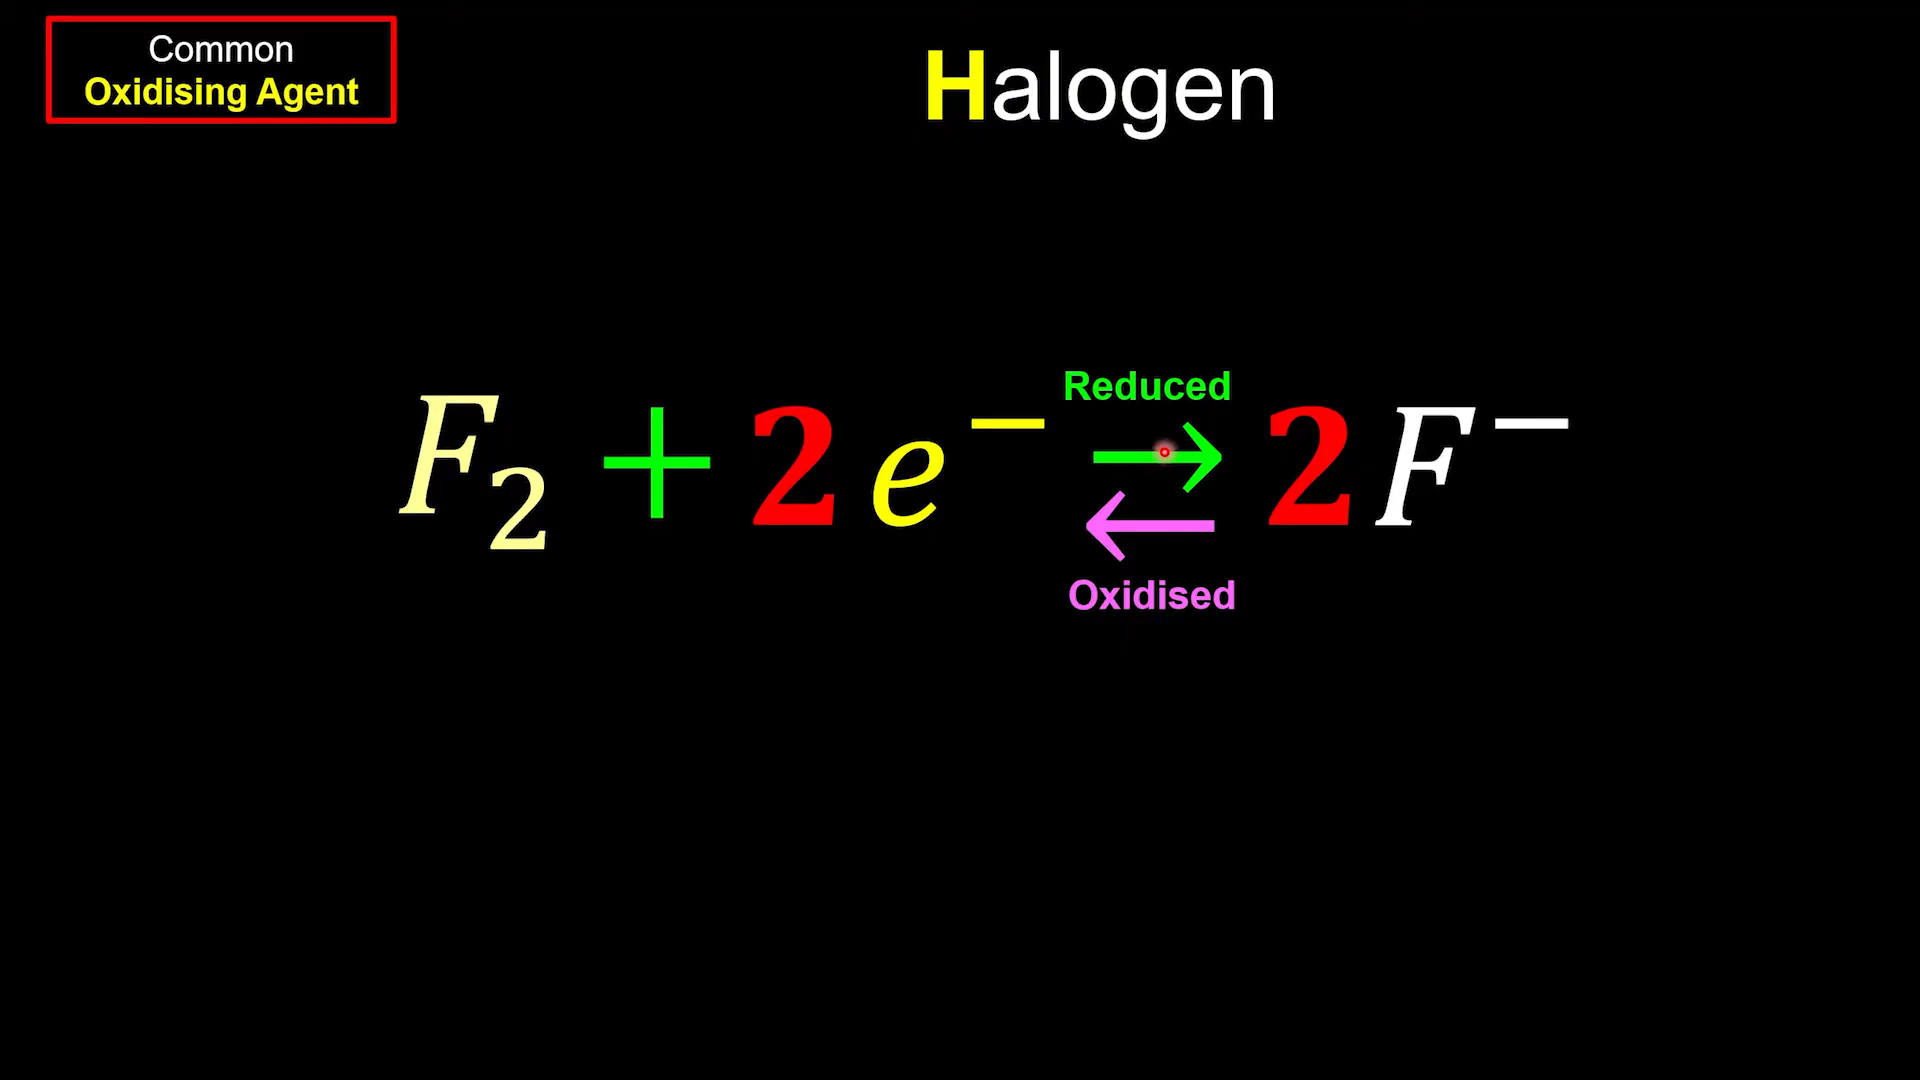 Common
Oxidising Agent
Halogen
Reduced
F₂ + 2e⁻ ⇄ 2F⁻
Oxidised